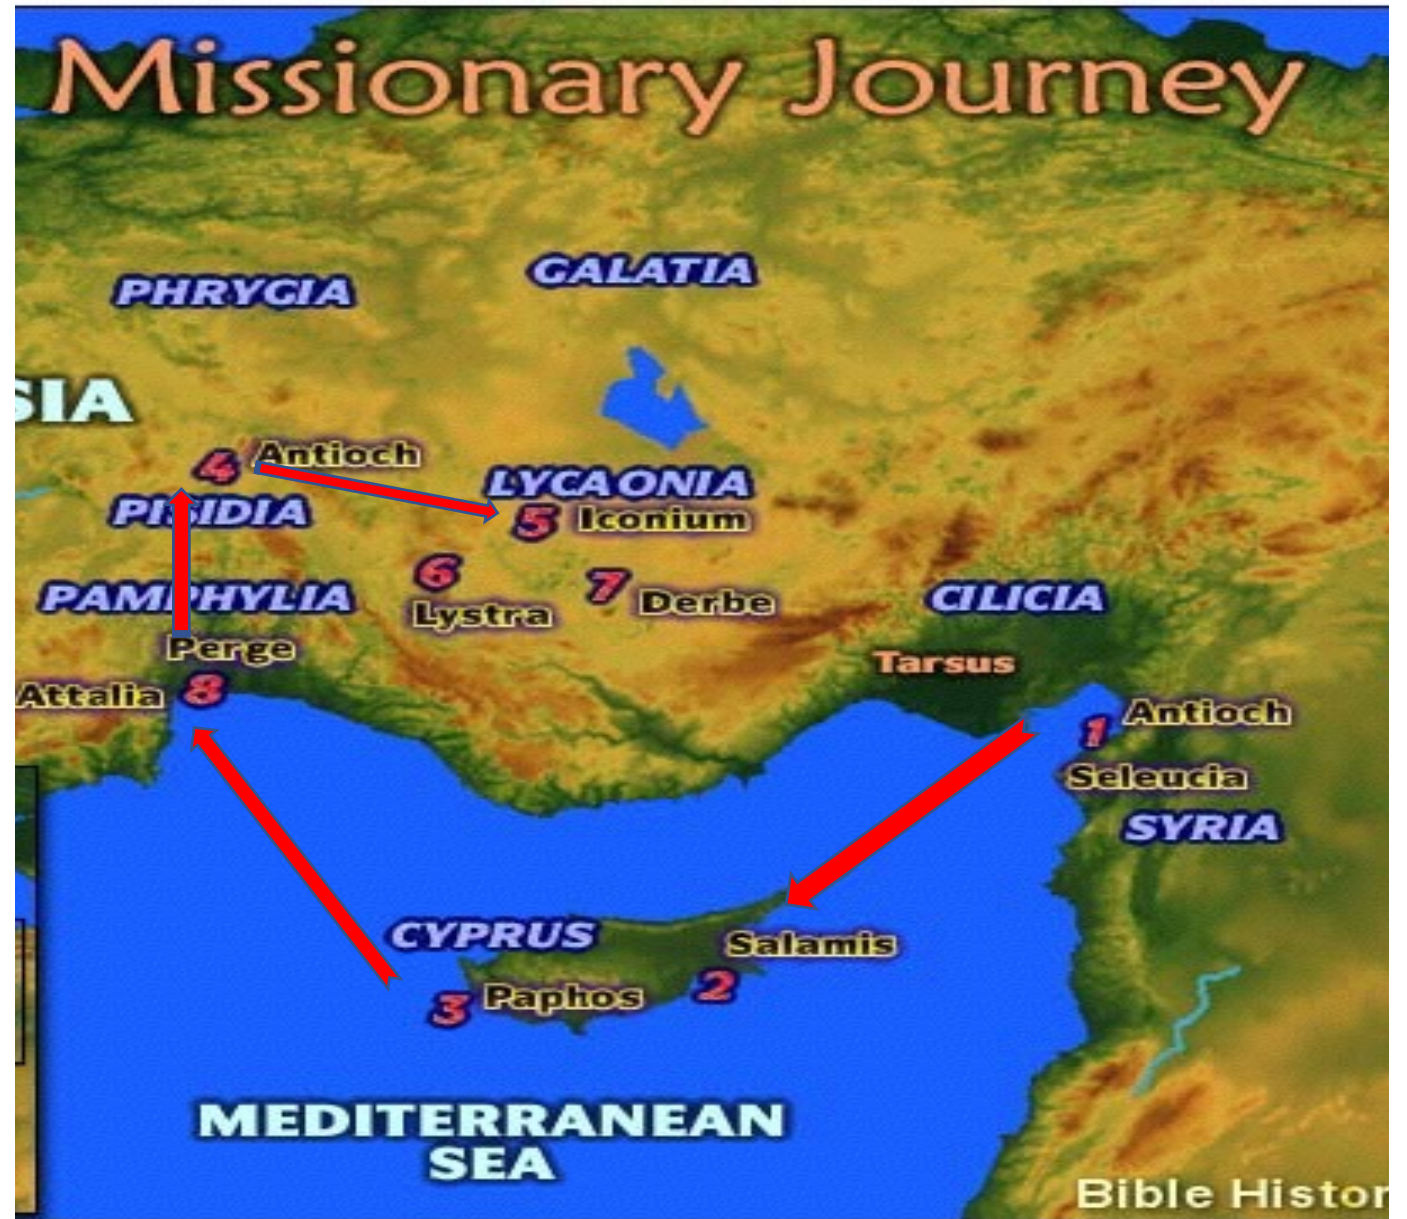 Missionary Journey
GALATIA
PHRYGIA
SIA
4 Antioch
LYCAONIA
PISIDIA
5 Iconium
6
Lystra
7 Derbe
PAMPHYLIA
CILICIA
Perge
Tarsus
Attalia 8
1 Antioch
Seleucia
SYRIA
CYPRUS
Salamis
2
3 Paphos
MEDITERRANEAN
SEA
Bible Histor